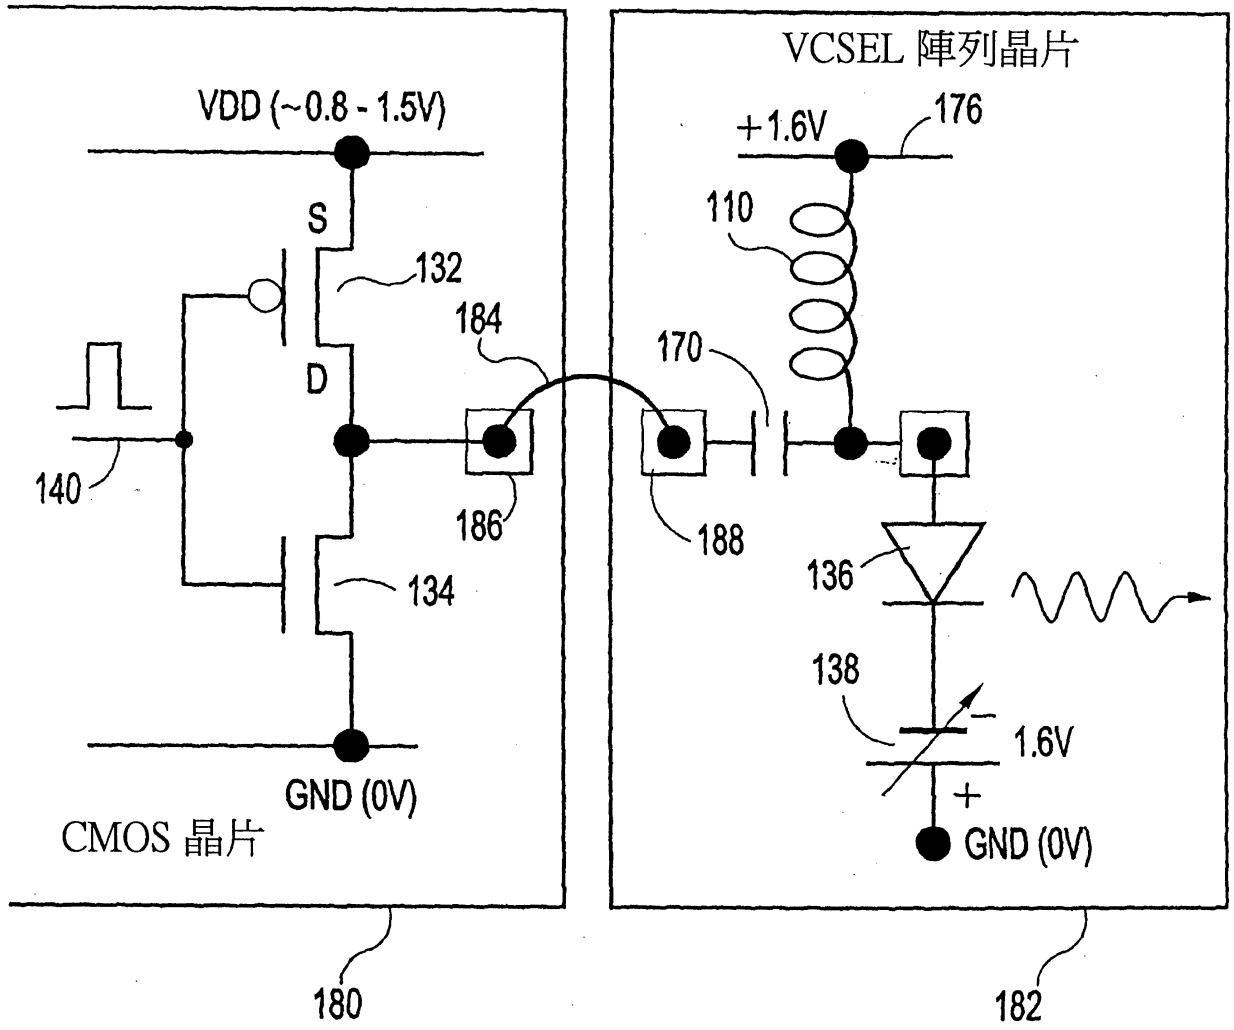 VCSEL 陣列晶片
VDD (~0.8 - 1.5V)
+1.6V
176
S
110
132
184
170
D
140
186
188
134
136
138
−
1.6V
+
GND (0V)
GND (0V)
CMOS 晶片
180
182